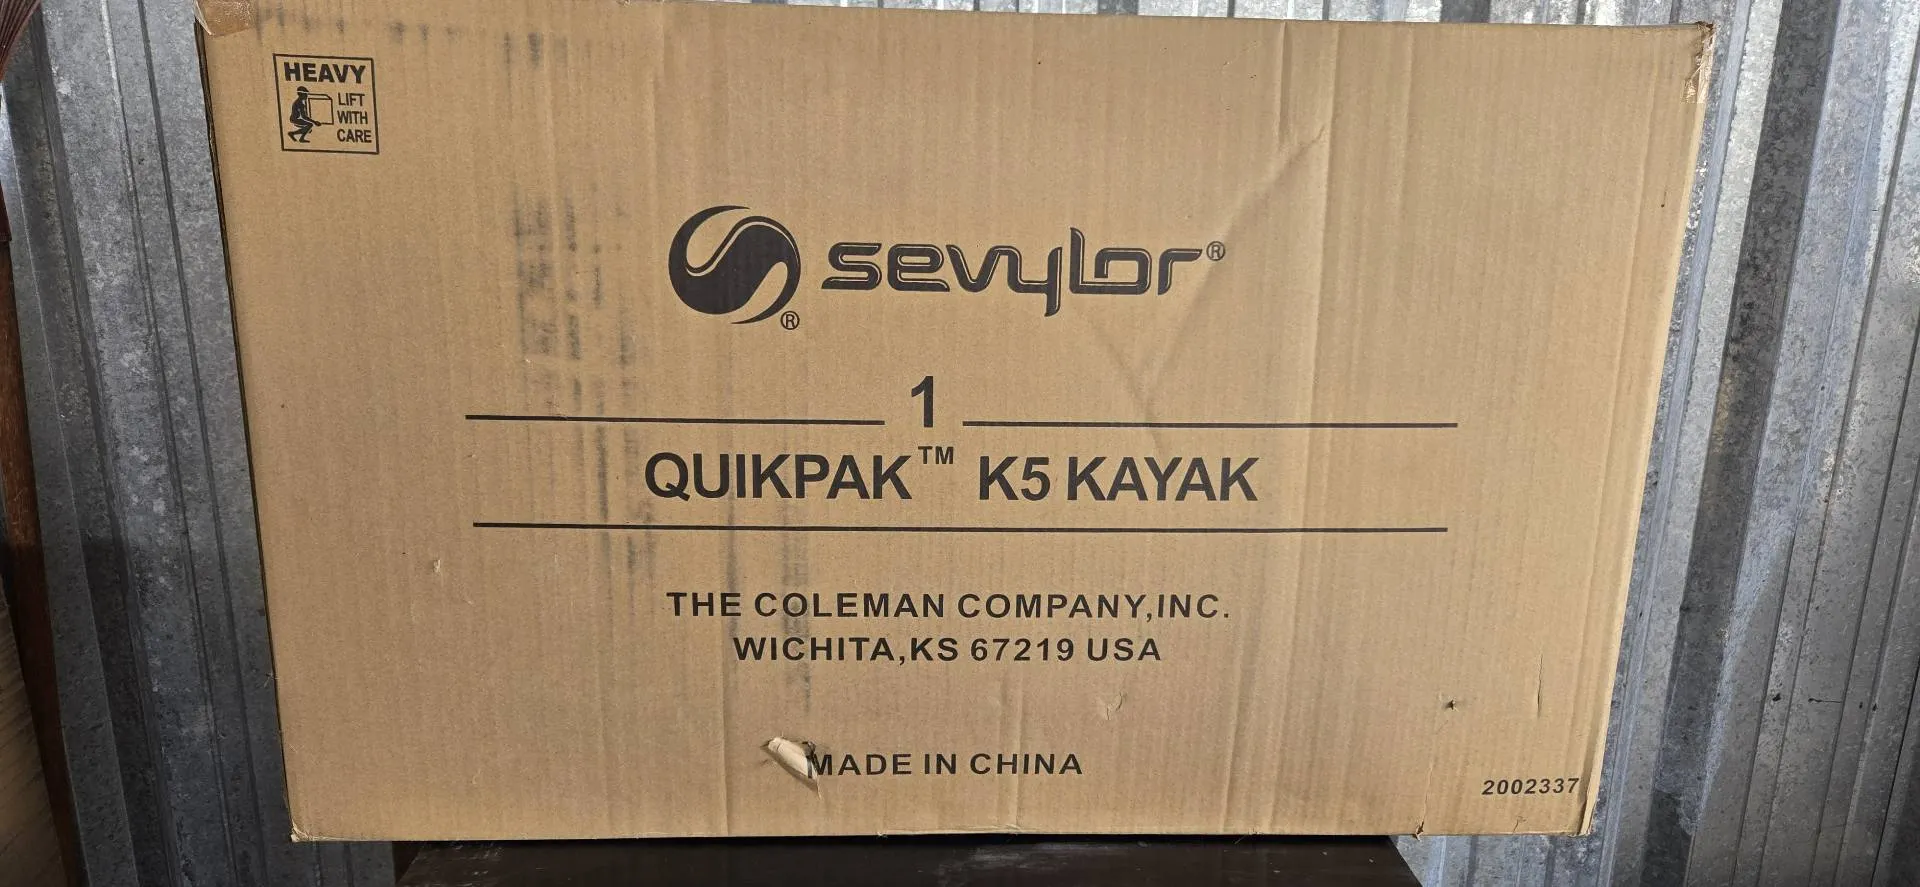 HEAVY
LIFT
WITH
CARE
sevylor®
®
1
QUIKPAK™ K5 KAYAK
THE COLEMAN COMPANY,INC.
WICHITA,KS 67219 USA
MADE IN CHINA
2002337